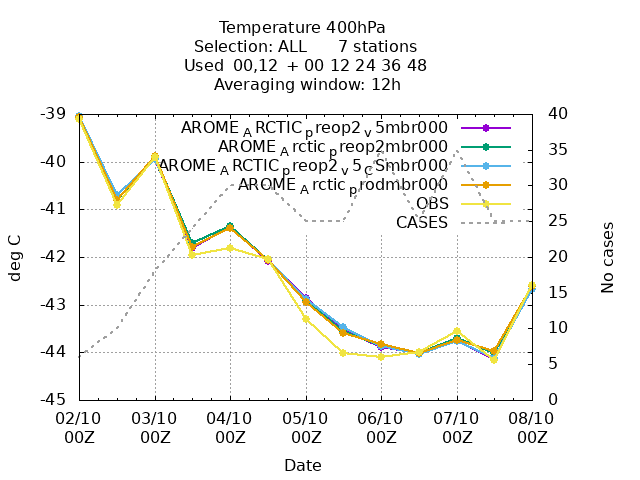 Temperature 400hPa
Selection: ALL 7 stations
Used 00,12 + 00 12 24 36 48
Averaging window: 12h
-39 40
AROME_ARCTIC_preop2_v5mbr000
AROME_Arctic_preop2mbr000 35
-40
AROME_ARCTIC_preop2_v5_CSmbr000
AROME_Arctic_prodmbr000 30
-41 OBS
CASES 25
-42 20
deg C
No cases
-43 15
10
-44
5
-45 0
02/10 03/10 04/10 05/10 06/10 07/10 08/10
00Z 00Z 00Z 00Z 00Z 00Z 00Z
Date